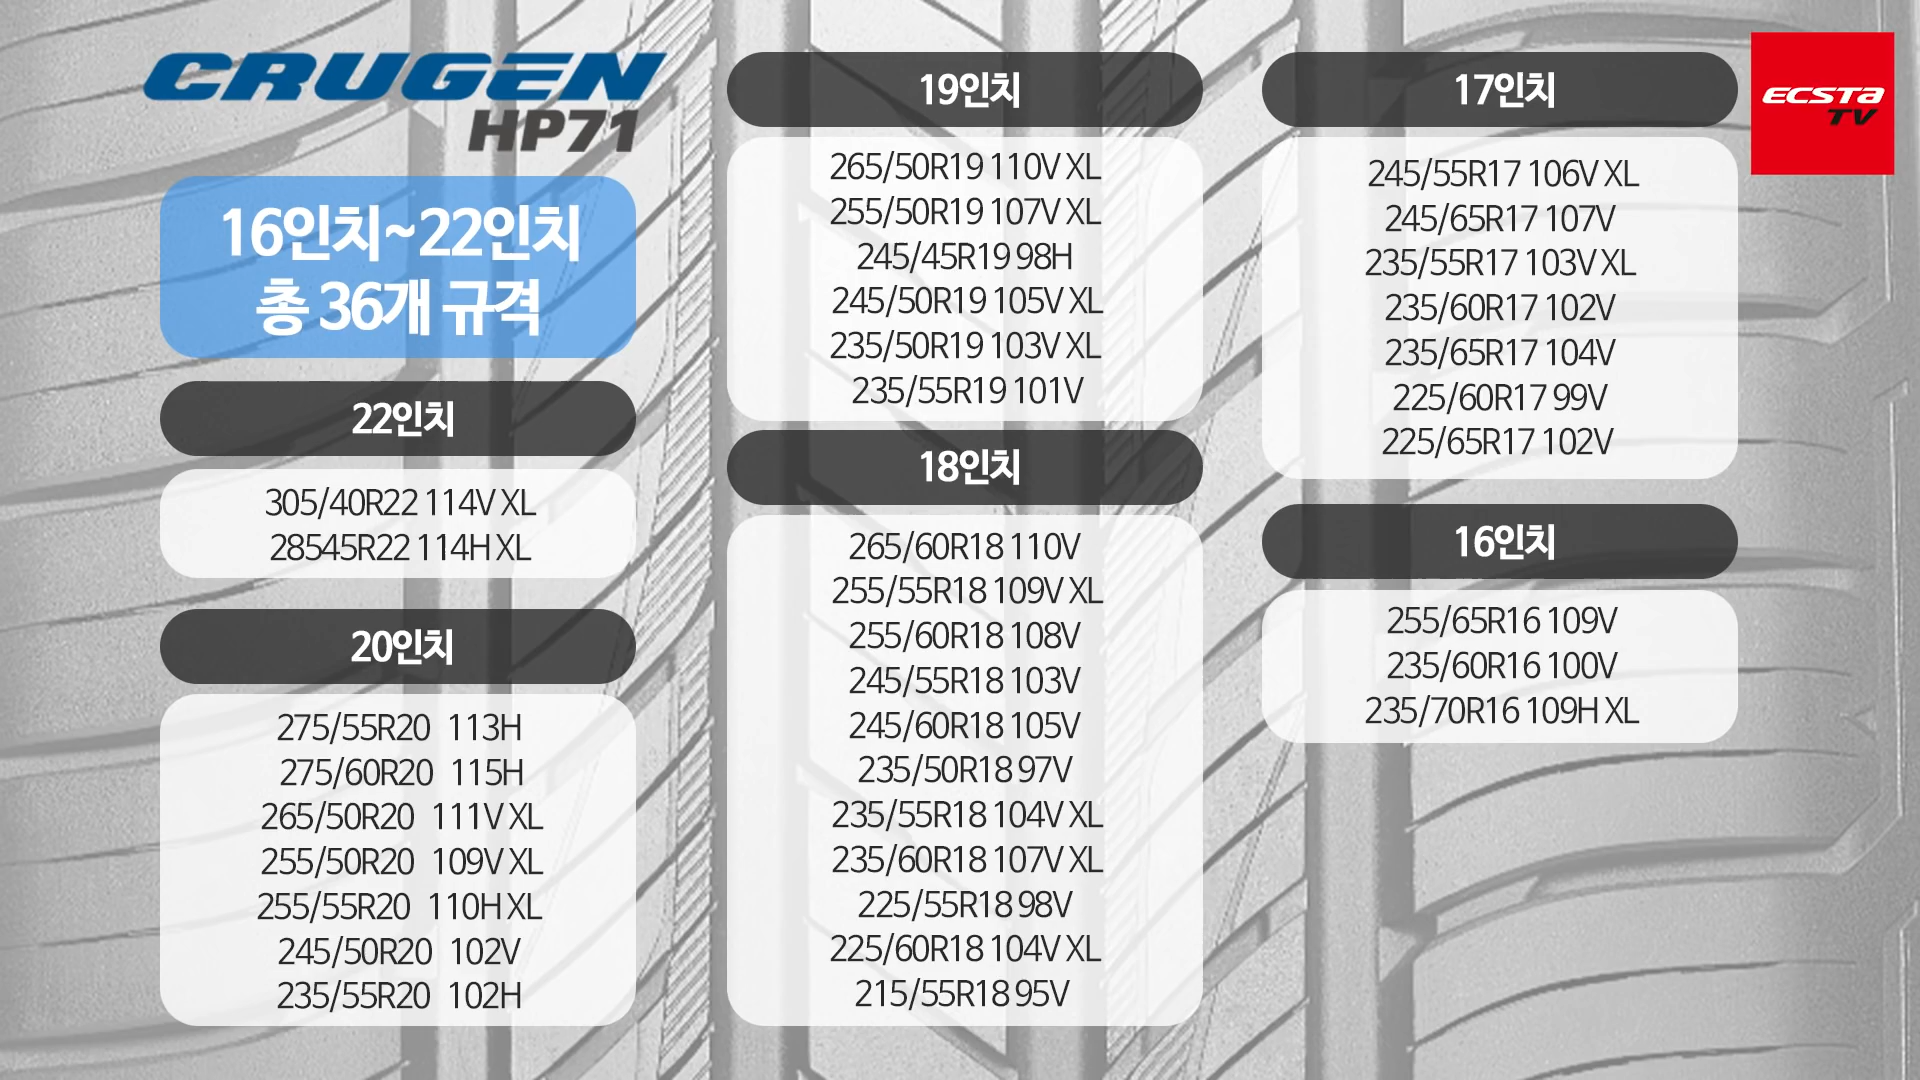 CRUGEN
HP71
16인치~22인치
총 36개 규격
22인치
305/40R22 114V XL
28545R22 114H XL
20인치
275/55R20 113H
275/60R20 115H
265/50R20 111V XL
255/50R20 109V XL
255/55R20 110H XL
245/50R20 102V
235/55R20 102H
19인치
265/50R19 110V XL
255/50R19 107V XL
245/45R19 98H
245/50R19 105V XL
235/50R19 103V XL
235/55R19 101V
18인치
265/60R18 110V
255/55R18 109V XL
255/60R18 108V
245/55R18 103V
245/60R18 105V
235/50R18 97V
235/55R18 104V XL
235/60R18 107V XL
225/55R18 98V
225/60R18 104V XL
215/55R18 95V
17인치
245/55R17 106V XL
245/65R17 107V
235/55R17 103V XL
235/60R17 102V
235/65R17 104V
225/60R17 99V
225/65R17 102V
16인치
255/65R16 109V
235/60R16 100V
235/70R16 109H XL
ECSTA
TV